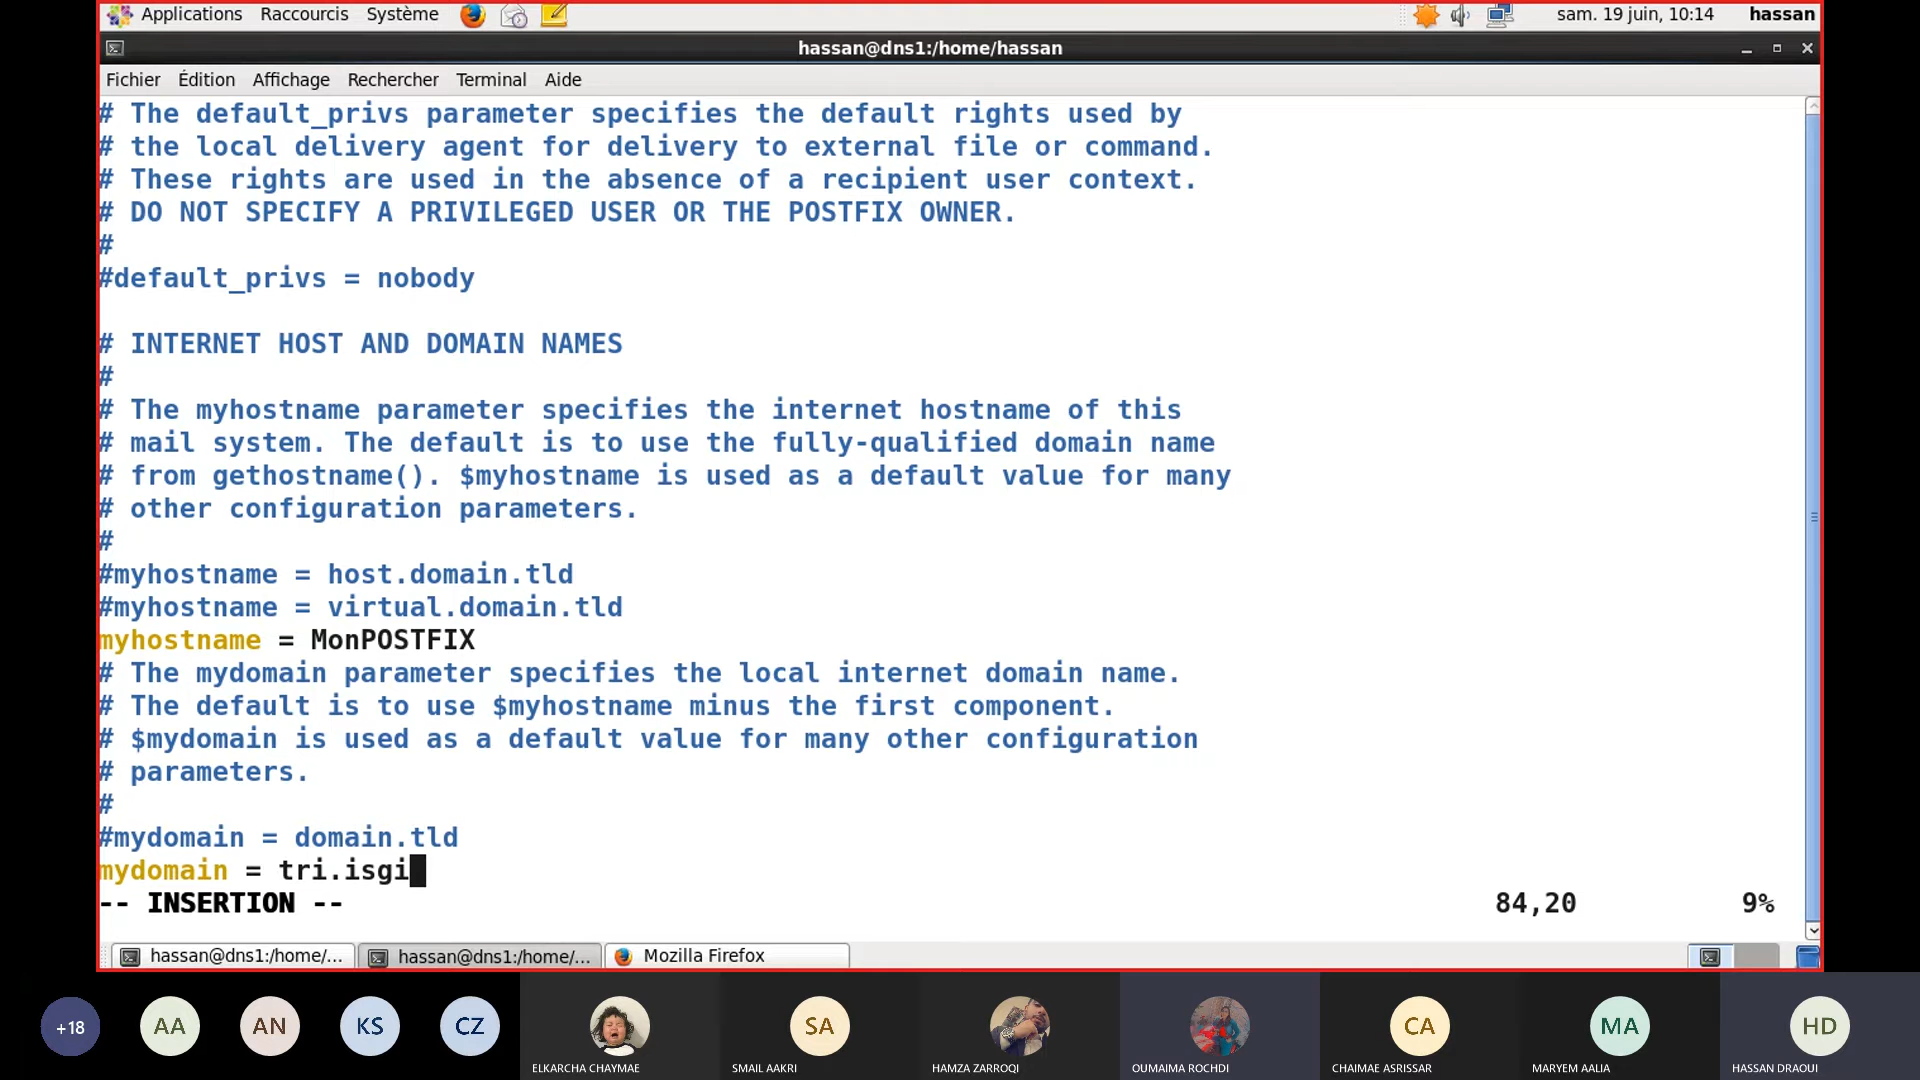 Applications Raccourcis Système sam. 19 juin, 10:14 hassan
hassan@dns1:/home/hassan
Fichier Édition Affichage Rechercher Terminal Aide
# The default_privs parameter specifies the default rights used by
# the local delivery agent for delivery to external file or command.
# These rights are used in the absence of a recipient user context.
# DO NOT SPECIFY A PRIVILEGED USER OR THE POSTFIX OWNER.
#
#default_privs = nobody
# INTERNET HOST AND DOMAIN NAMES
#
# The myhostname parameter specifies the internet hostname of this
# mail system. The default is to use the fully-qualified domain name
# from gethostname(). $myhostname is used as a default value for many
# other configuration parameters.
#
#myhostname = host.domain.tld
#myhostname = virtual.domain.tld
myhostname = MonPOSTFIX
# The mydomain parameter specifies the local internet domain name.
# The default is to use $myhostname minus the first component.
# $mydomain is used as a default value for many other configuration
# parameters.
#
#mydomain = domain.tld
mydomain = tri.isgi
-- INSERTION -- 84,20 9%
hassan@dns1:/home/... hassan@dns1:/home/... Mozilla Firefox
+18 AA AN KS CZ SA CA MA HD
ELKARCHA CHAYMAE SMAIL AAKRI HAMZA ZARROQI OUMAIMA ROCHDI CHAIMAE ASRISSAR MARYEM AALIA HASSAN DRAOUI